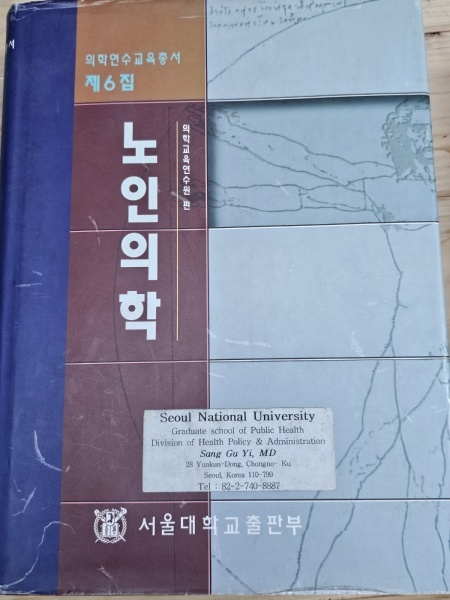 의학연수교육총서
제6집
노인의학
의학교육연수원 편
Seoul National University
Graduate school of Public Health
Division of Health Policy & Administration
Sang Gu Yi, MD
28 Yunkun-Dong, Chongno- Ku
Seoul, Korea 110-799
Tel : 82-2-740-8887
서울대학교출판부
서